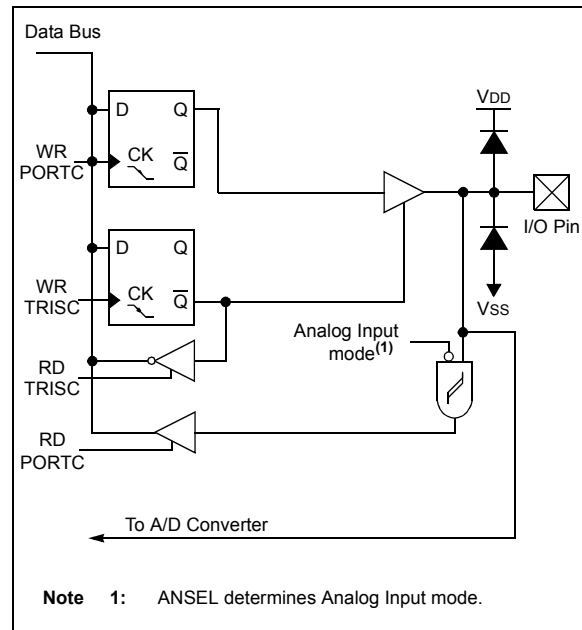 Data Bus
D Q
VDD
WR
PORTC
CK Q
I/O Pin
D Q
WR
TRISC
CK Q
VSS
Analog Input
mode(1)
RD
TRISC
RD
PORTC
To A/D Converter
Note 1: ANSEL determines Analog Input mode.